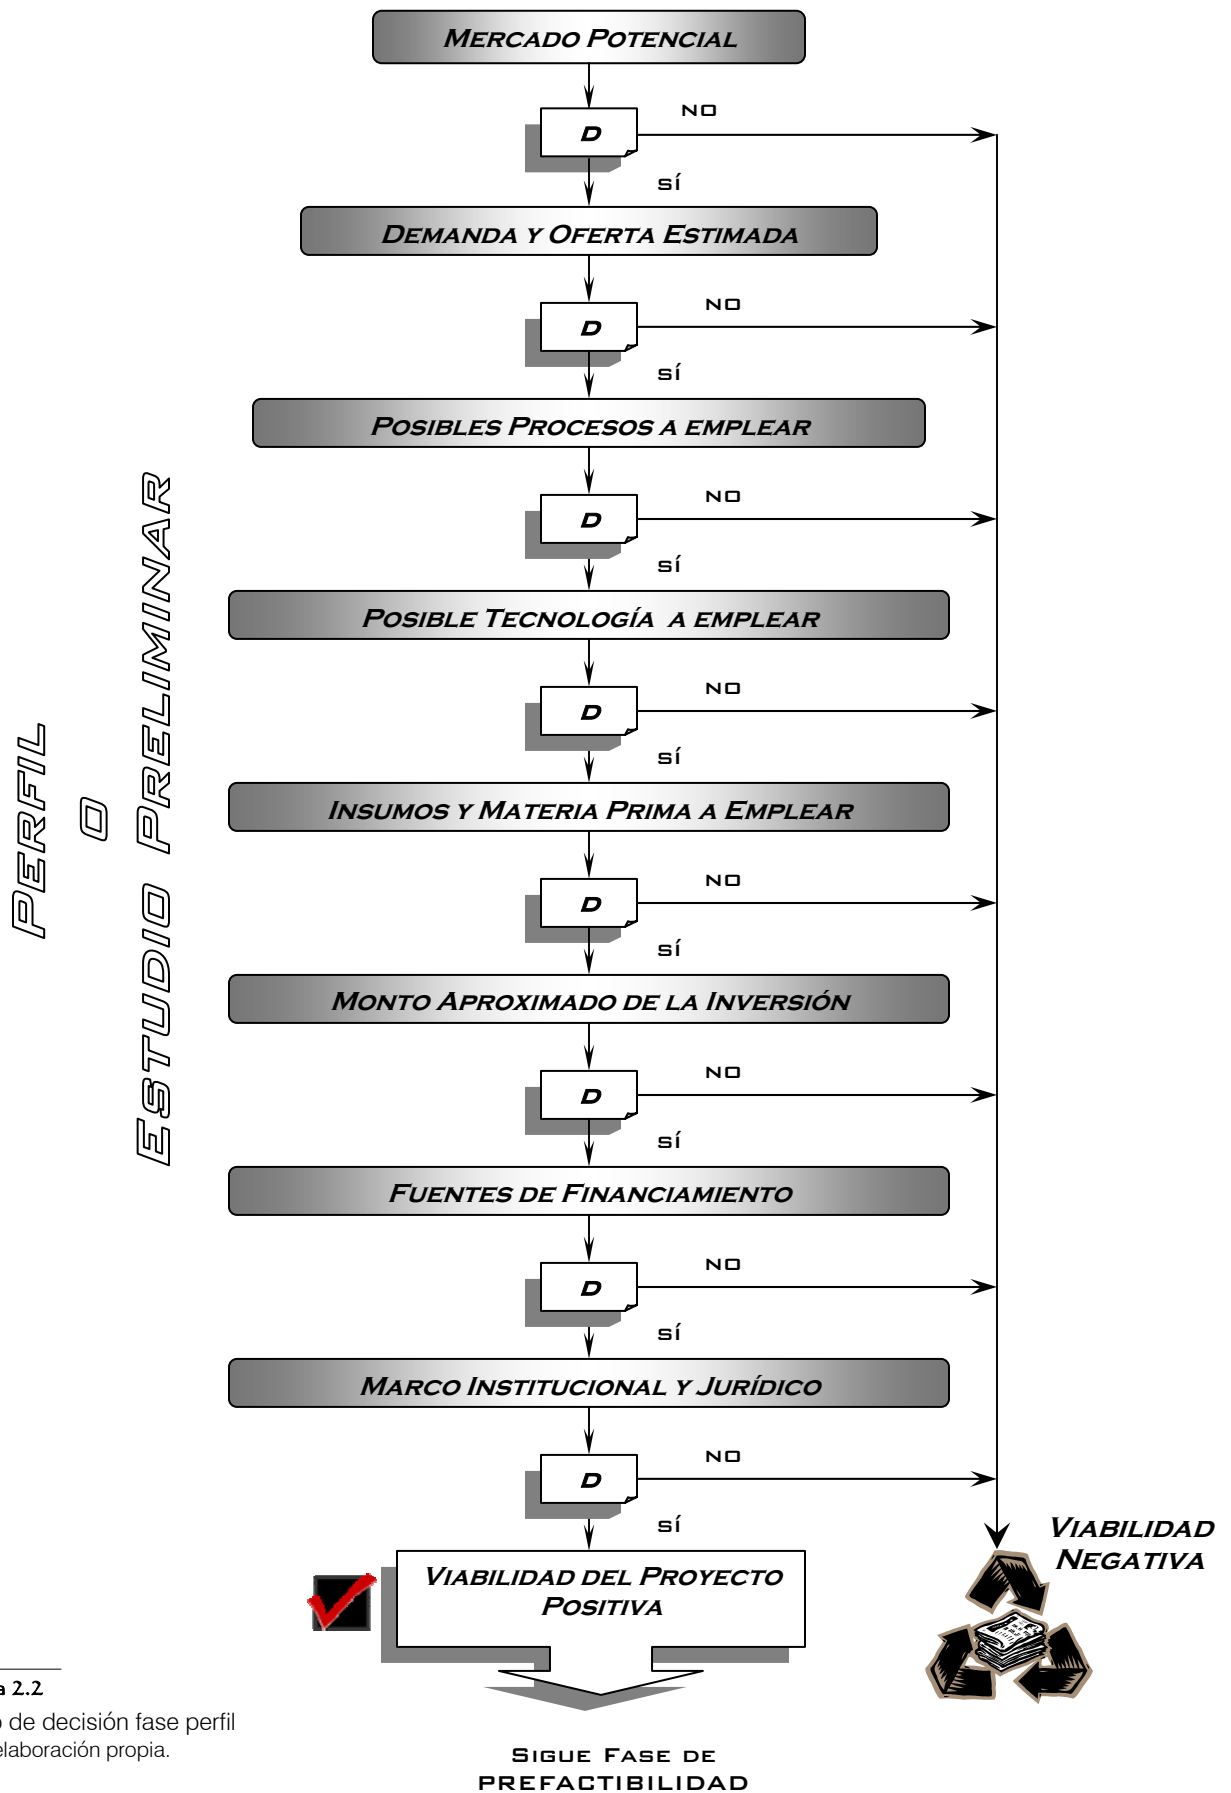 MERCADO POTENCIAL
D
NO
SÍ
DEMANDA Y OFERTA ESTIMADA
D
NO
SÍ
POSIBLES PROCESOS A EMPLEAR
D
NO
SÍ
POSIBLE TECNOLOGÍA A EMPLEAR
D
NO
SÍ
INSUMOS Y MATERIA PRIMA A EMPLEAR
D
NO
SÍ
MONTO APROXIMADO DE LA INVERSIÓN
D
NO
SÍ
FUENTES DE FINANCIAMIENTO
D
NO
SÍ
MARCO INSTITUCIONAL Y JURÍDICO
D
NO
SÍ
VIABILIDAD DEL PROYECTO
POSITIVA
VIABILIDAD
NEGATIVA
SIGUE FASE DE
PREFACTIBILIDAD
PERFIL
O
ESTUDIO PRELIMINAR
a 2.2
de decisión fase perfil
elaboración propia.